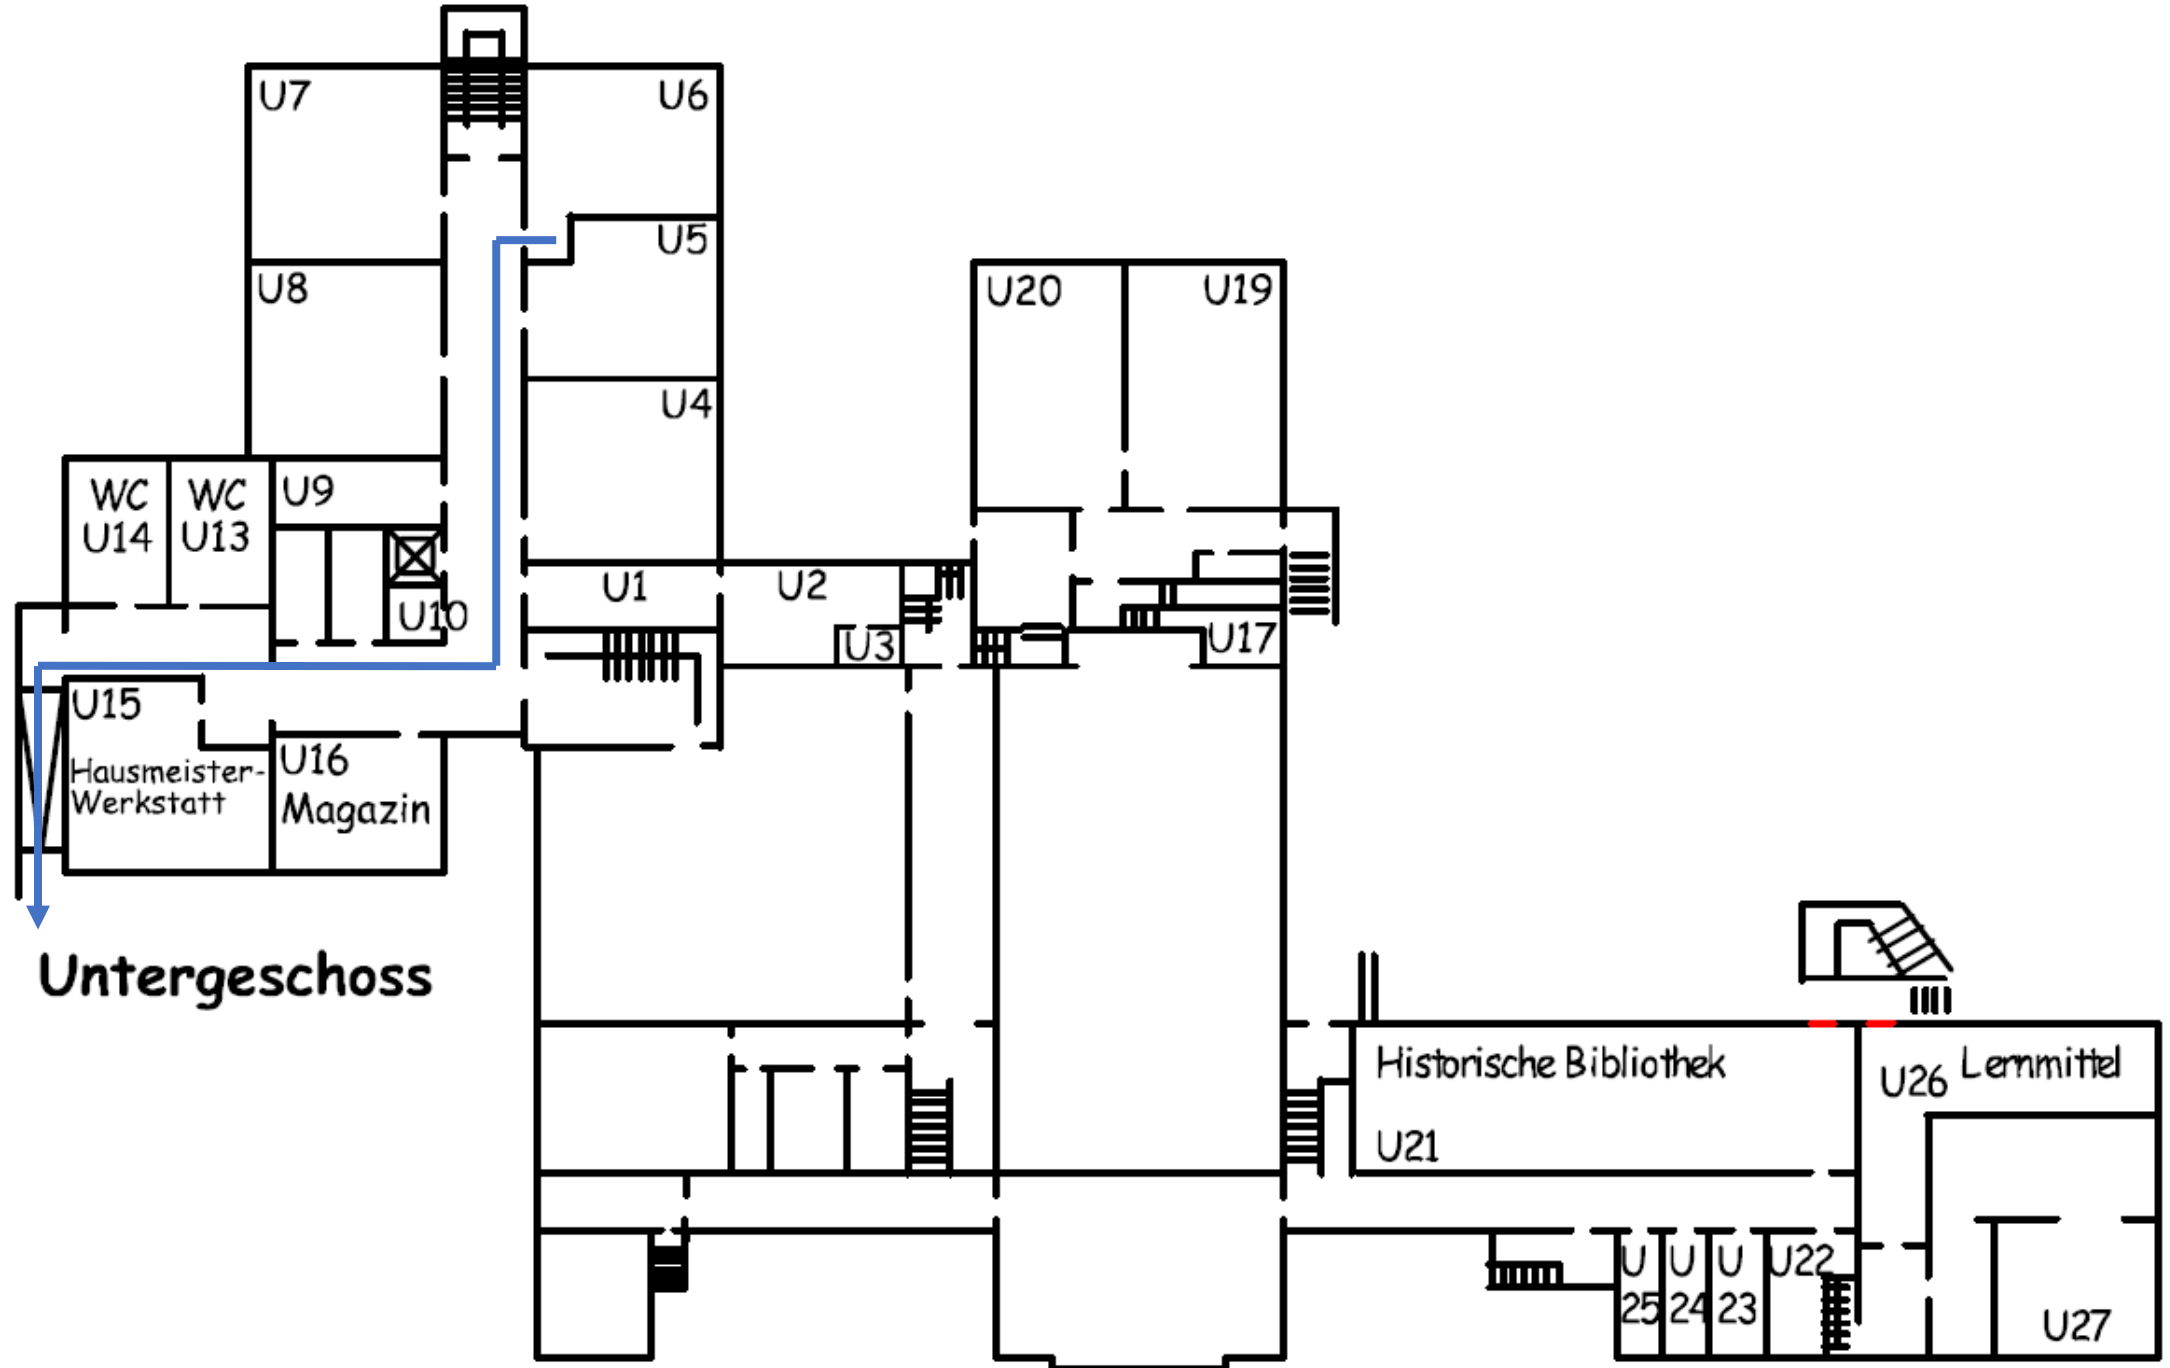 U7
U6
U5
U8
U20
U19
U4
WC
U14
WC
U13
U9
U10
U1
U2
U3
U17
U15
Hausmeister-
Werkstatt
U16
Magazin
Untergeschoss
Historische Bibliothek
U21
U26
Lernmittel
U
25
U
24
U
23
U22
U27